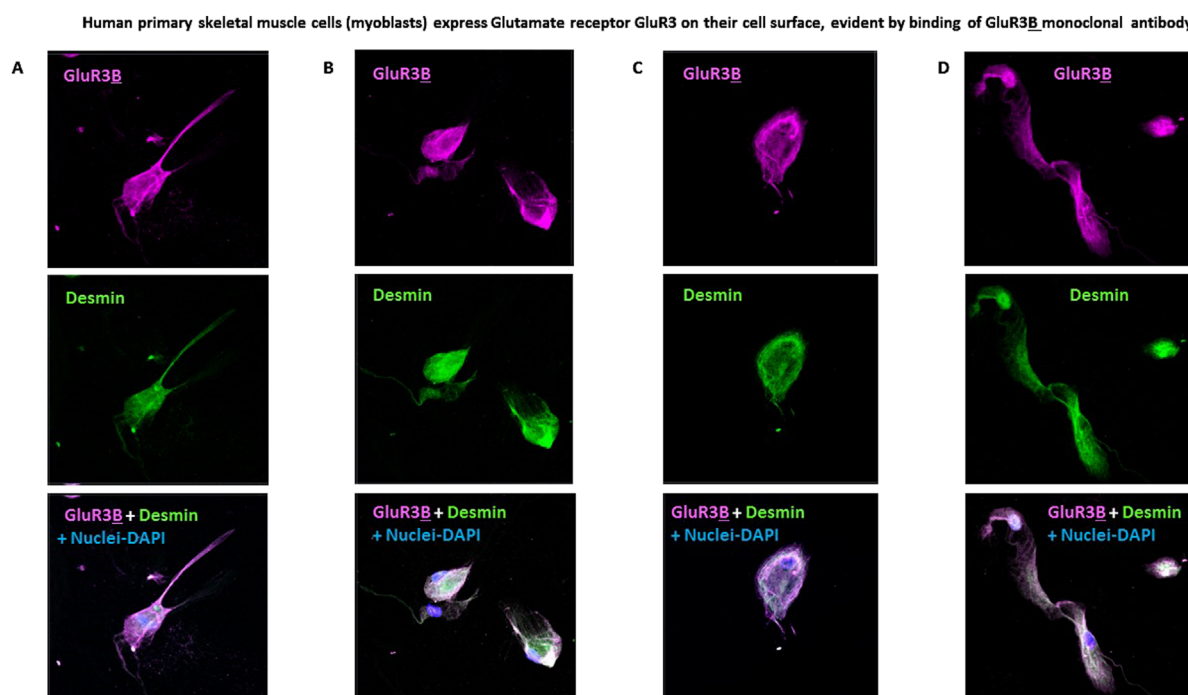 Human primary skeletal muscle cells (myoblasts) express Glutamate receptor GluR3 on their cell surface, evident by binding of GluR3B monoclonal antibody
A
B
C
D
GluR3B
GluR3B
GluR3B
GluR3B
Desmin
Desmin
Desmin
Desmin
GluR3B + Desmin
+ Nuclei-DAPI
GluR3B + Desmin
+ Nuclei-DAPI
GluR3B + Desmin
+ Nuclei-DAPI
GluR3B + Desmin
+ Nuclei-DAPI